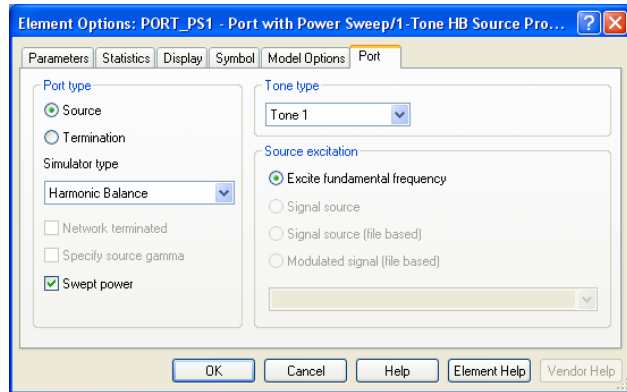 Element Options: PORT_PS1 - Port with Power Sweep/1-Tone HB Source Pro...
Parameters Statistics Display Symbol Model Options Port
Port type
Source
Termination
Simulator type
Harmonic Balance
Network terminated
Specify source gamma
Swept power
Tone type
Tone 1
Source excitation
Excite fundamental frequency
Signal source
Signal source (file based)
Modulated signal (file based)
OK Cancel Help Element Help Vendor Help